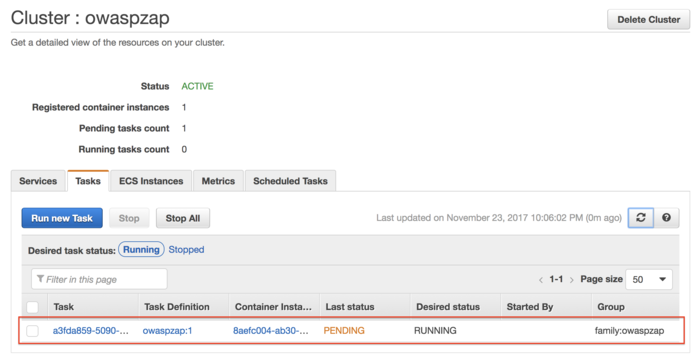 Cluster : owaspzap
Delete Cluster
Get a detailed view of the resources on your cluster.
Status ACTIVE
Registered container instances 1
Pending tasks count 1
Running tasks count 0
Services Tasks ECS Instances Metrics Scheduled Tasks
Run new Task Stop Stop All Last updated on November 23, 2017 10:06:02 PM (0m ago)
Desired task status: Running Stopped
Filter in this page < 1-1 > Page size 50
Task Task Definition Container Insta... Last status Desired status Started By Group
a3fda859-5090-... owaspzap:1 8aefc004-ab30-... PENDING RUNNING family:owaspzap